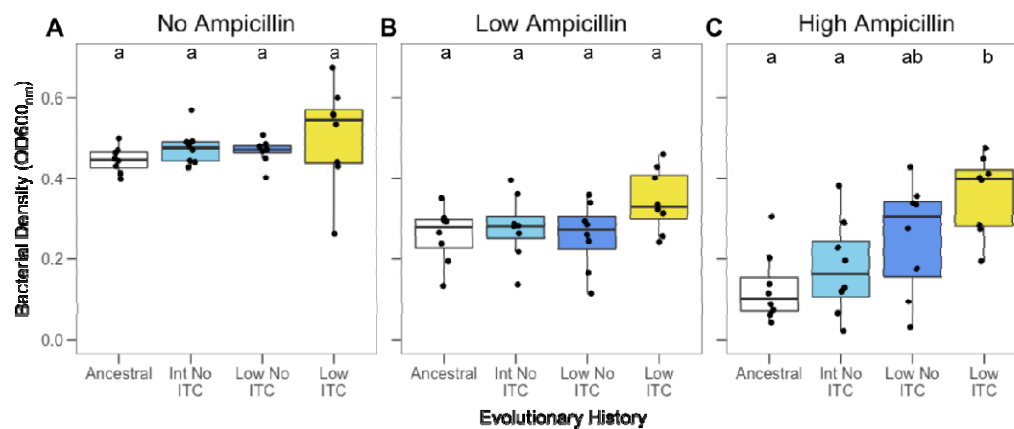 A No Ampicillin B Low Ampicillin C High Ampicillin
a a a a a a a a a a ab b
Bacterial Density (OD600nm)
0.6
0.4
0.2
0.0
Ancestral Int No ITC Low No ITC Low ITC Ancestral Int No ITC Low No ITC Low ITC Ancestral Int No ITC Low No ITC Low ITC
Evolutionary History